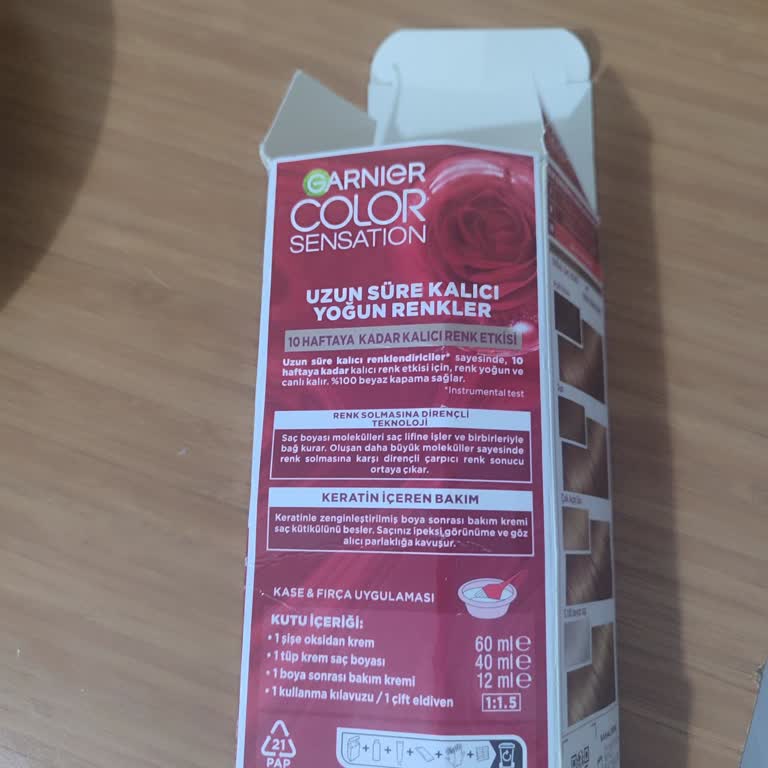 GARNIER
COLOR
SENSATION
UZUN SÜRE KALICI
YOĞUN RENKLER
10 HAFTAYA KADAR KALICI RENK ETKİSİ
Uzun süre kalıcı renklendiriciler* sayesinde, 10
haftaya kadar kalıcı renk etkisi için, renk yoğun ve
canlı kalır. %100 beyaz kapama sağlar.
*Instrumental test
RENK SOLMASINA DİRENÇLİ
TEKNOLOJİ
Saç boyası molekülleri saç lifine işler ve birbirleriyle
bağ kurar. Oluşan daha büyük moleküller sayesinde
renk solmasına karşı dirençli çarpıcı renk sonucu
ortaya çıkar.
KERATİN İÇEREN BAKIM
Keratinle zenginleştirilmiş boya sonrası bakım kremi
saç kütikülünü besler. Saçınız ipeksi görünüme ve göz
alıcı parlaklığa kavuşur.
KASE & FIRÇA UYGULAMASI
KUTU İÇERİĞİ:
• 1 şişe oksidan krem 60 ml e
• 1 tüp krem saç boyası 40 ml e
• 1 boya sonrası bakım kremi 12 ml e
• 1 kullanma kılavuzu / 1 çift eldiven
1:1.5
21
PAP